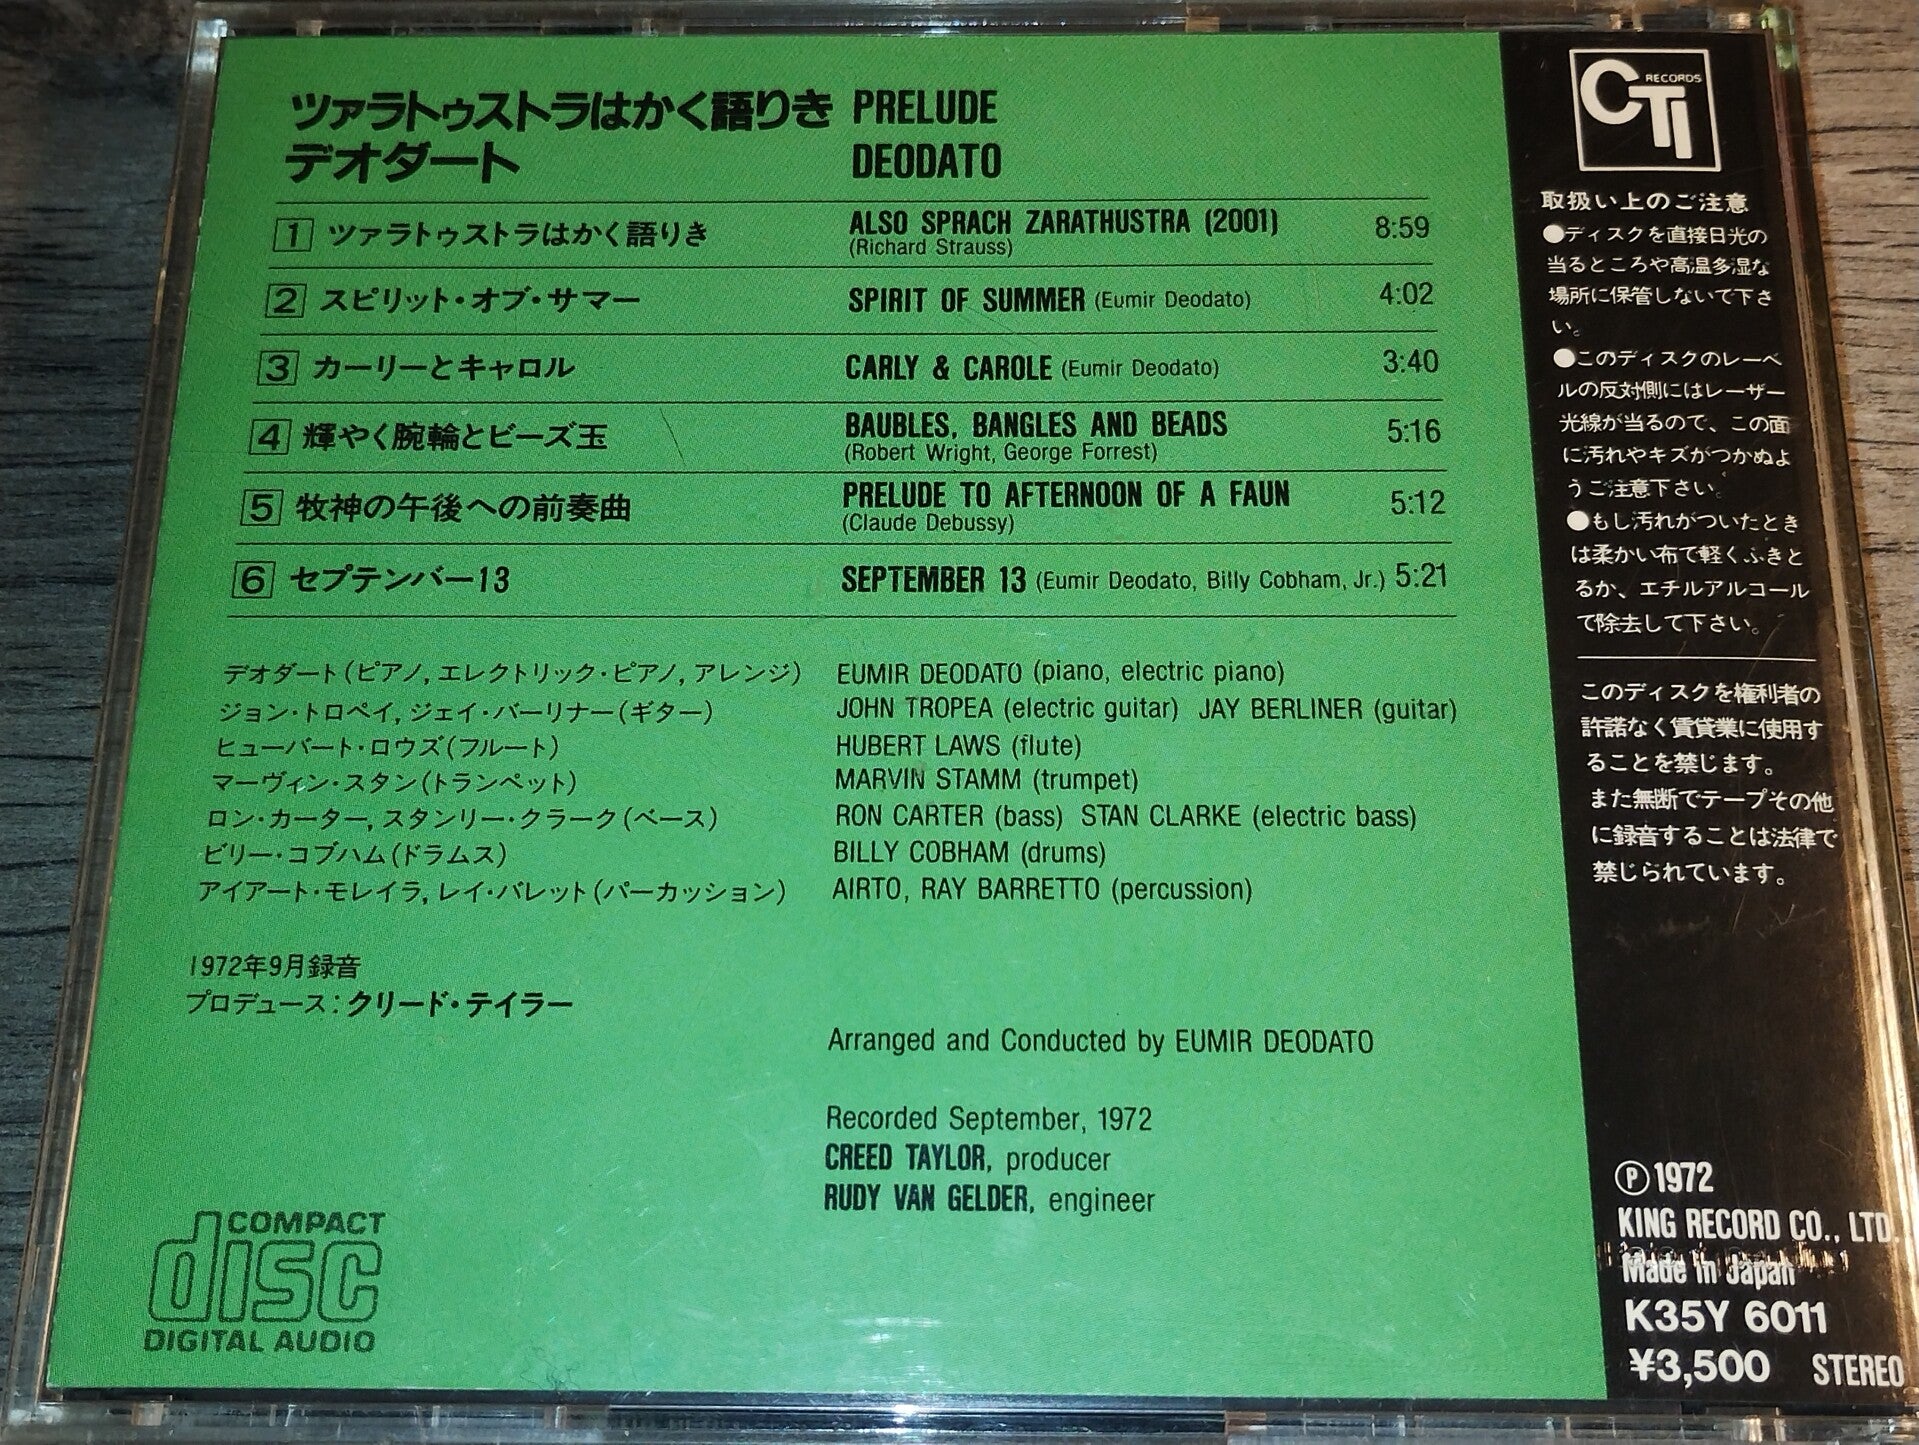 ツァラトゥストラはかく語りき PRELUDE
デオダート DEODATO
1 ツァラトゥストラはかく語りき ALSO SPRACH ZARATHUSTRA (2001) 8:59
(Richard Strauss)
2 スピリット・オブ・サマー SPIRIT OF SUMMER (Eumir Deodato) 4:02
3 カーリーとキャロル CARLY & CAROLE (Eumir Deodato) 3:40
4 輝やく腕輪とビーズ玉 BAUBLES, BANGLES AND BEADS 5:16
(Robert Wright, George Forrest)
5 牧神の午後への前奏曲 PRELUDE TO AFTERNOON OF A FAUN 5:12
(Claude Debussy)
6 セプテンバー13 SEPTEMBER 13 (Eumir Deodato, Billy Cobham, Jr.) 5:21
デオダート(ピアノ, エレクトリック・ピアノ, アレンジ) EUMIR DEODATO (piano, electric piano)
ジョン・トロペイ, ジェイ・バーリナー(ギター) JOHN TROPEA (electric guitar) JAY BERLINER (guitar)
ヒューバート・ロウズ(フルート) HUBERT LAWS (flute)
マーヴィン・スタン(トランペット) MARVIN STAMM (trumpet)
ロン・カーター, スタンリー・クラーク(ベース) RON CARTER (bass) STAN CLARKE (electric bass)
ビリー・コブハム(ドラムス) BILLY COBHAM (drums)
アイアート・モレイラ, レイ・バレット(パーカッション) AIRTO, RAY BARRETTO (percussion)
1972年9月録音
プロデュース：クリード・テイラー
Arranged and Conducted by EUMIR DEODATO
Recorded September, 1972
CREED TAYLOR, producer
RUDY VAN GELDER, engineer
COMPACT
disc
DIGITAL AUDIO
CTI RECORDS
取扱い上のご注意
●ディスクを直接日光の
当るところや高温多湿な
場所に保管しないで下さ
い。
●このディスクのレーベ
ルの反対側にはレーザー
光線が当るので、この面
に汚れやキズがつかぬよ
うご注意下さい。
●もし汚れがついたとき
は柔かい布で軽くふきと
るか、エチルアルコール
で除去して下さい。
このディスクを権利者の
許諾なく賃貸業に使用す
ることを禁じます。
また無断でテープその他
に録音することは法律で
禁じられています。
Ⓟ1972
KING RECORD CO., LTD.
Made in Japan
K35Y 6011
¥3,500 STEREO